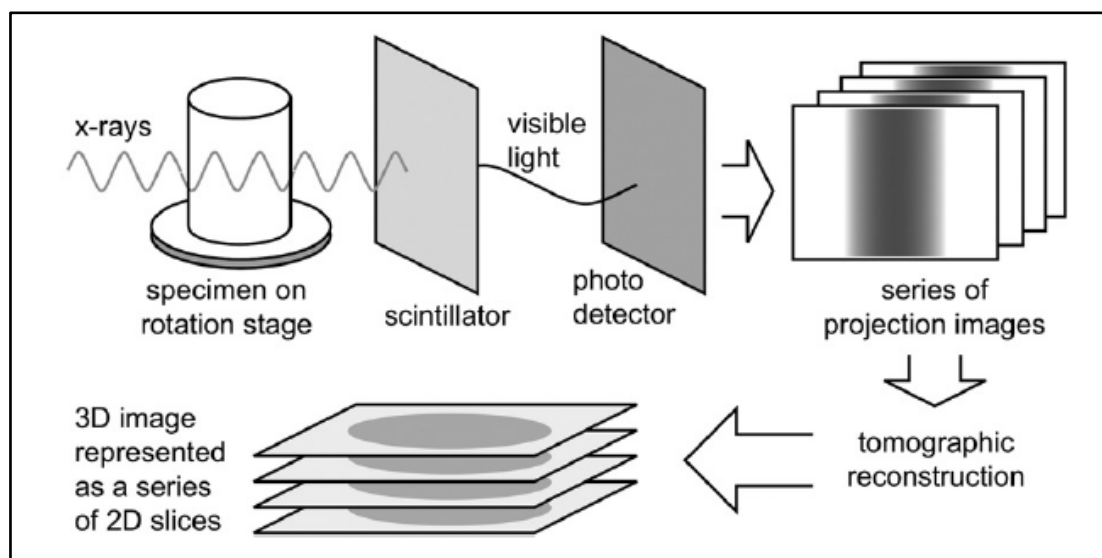 x-rays
specimen on
rotation stage
scintillator
visible
light
photo
detector
series of
projection images
tomographic
reconstruction
3D image
represented
as a series
of 2D slices